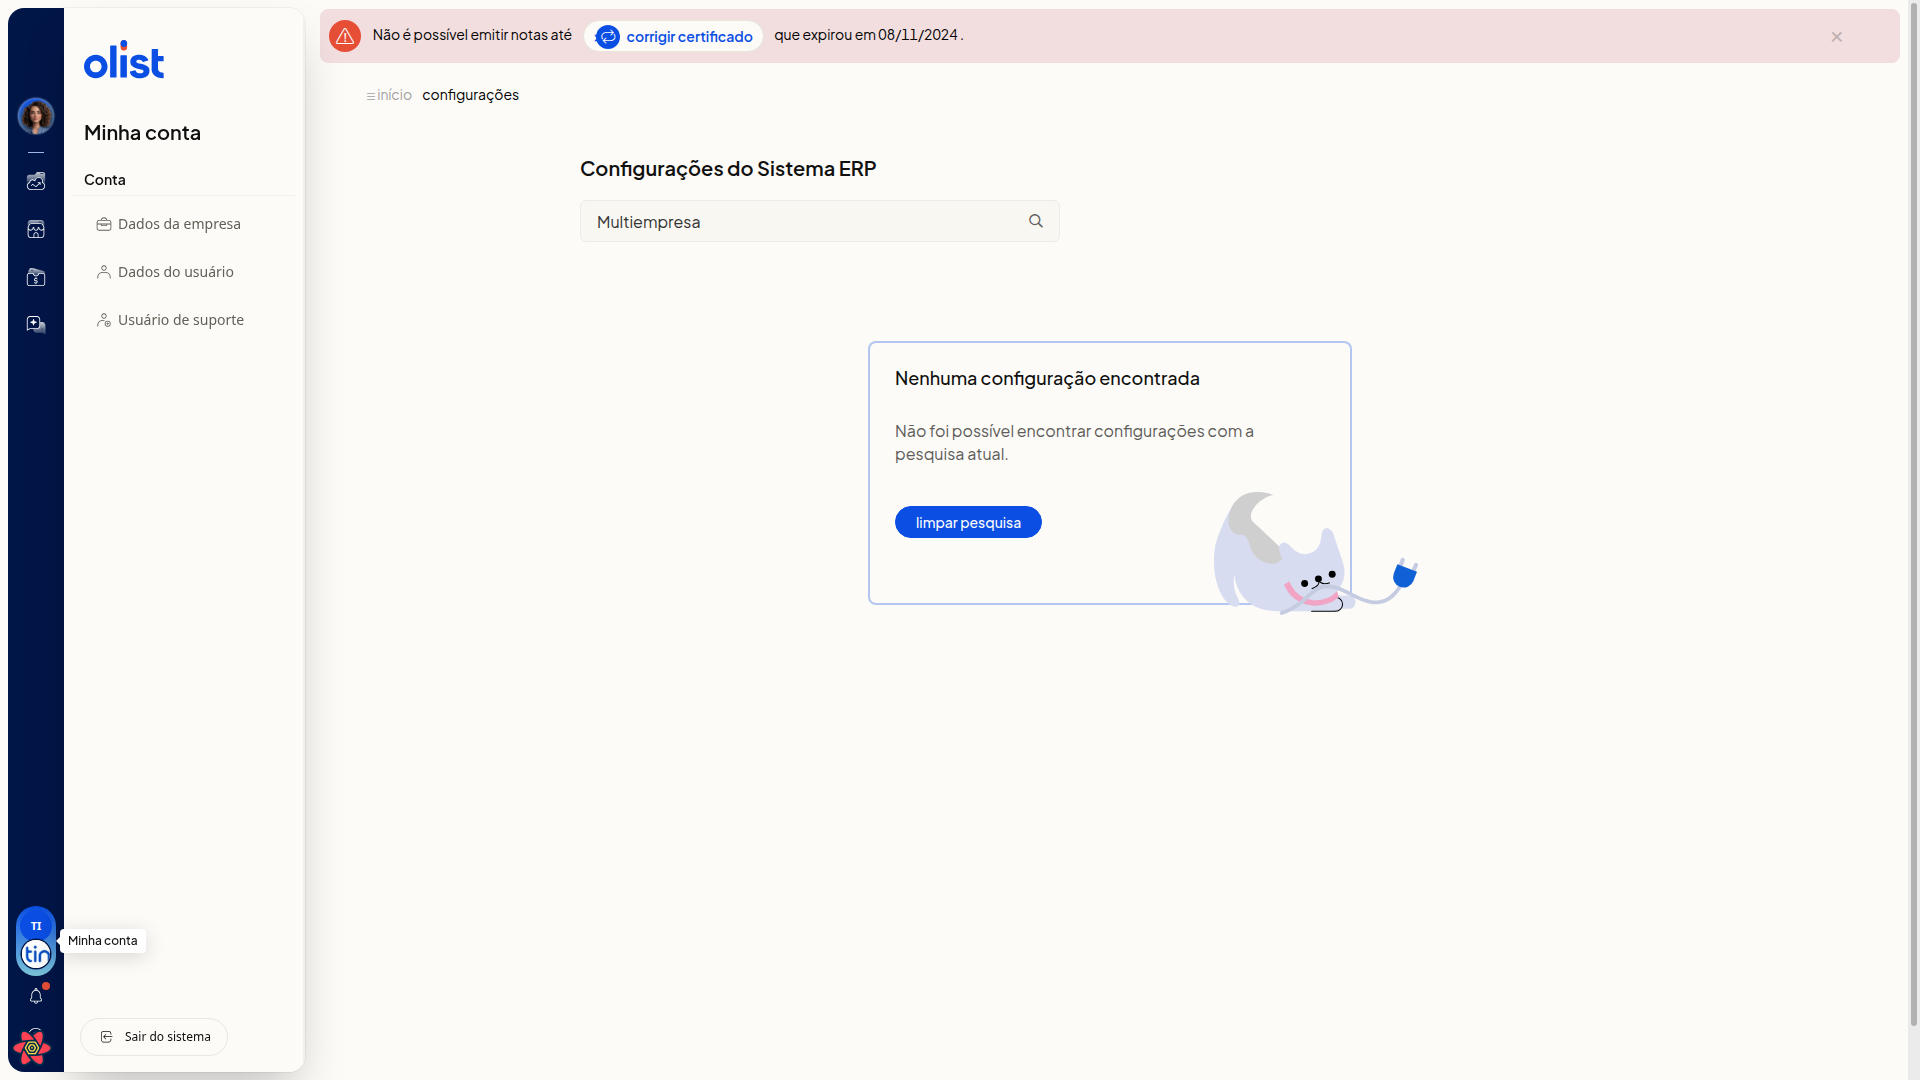 Não é possível emitir notas até corrigir certificado que expirou em 08/11/2024 .
olist
Minha conta
Conta
Dados da empresa
Dados do usuário
Usuário de suporte
início configurações
Configurações do Sistema ERP
Multiempresa
Nenhuma configuração encontrada
Não foi possível encontrar configurações com a
pesquisa atual.
limpar pesquisa
TI
tin
Minha conta
Sair do sistema